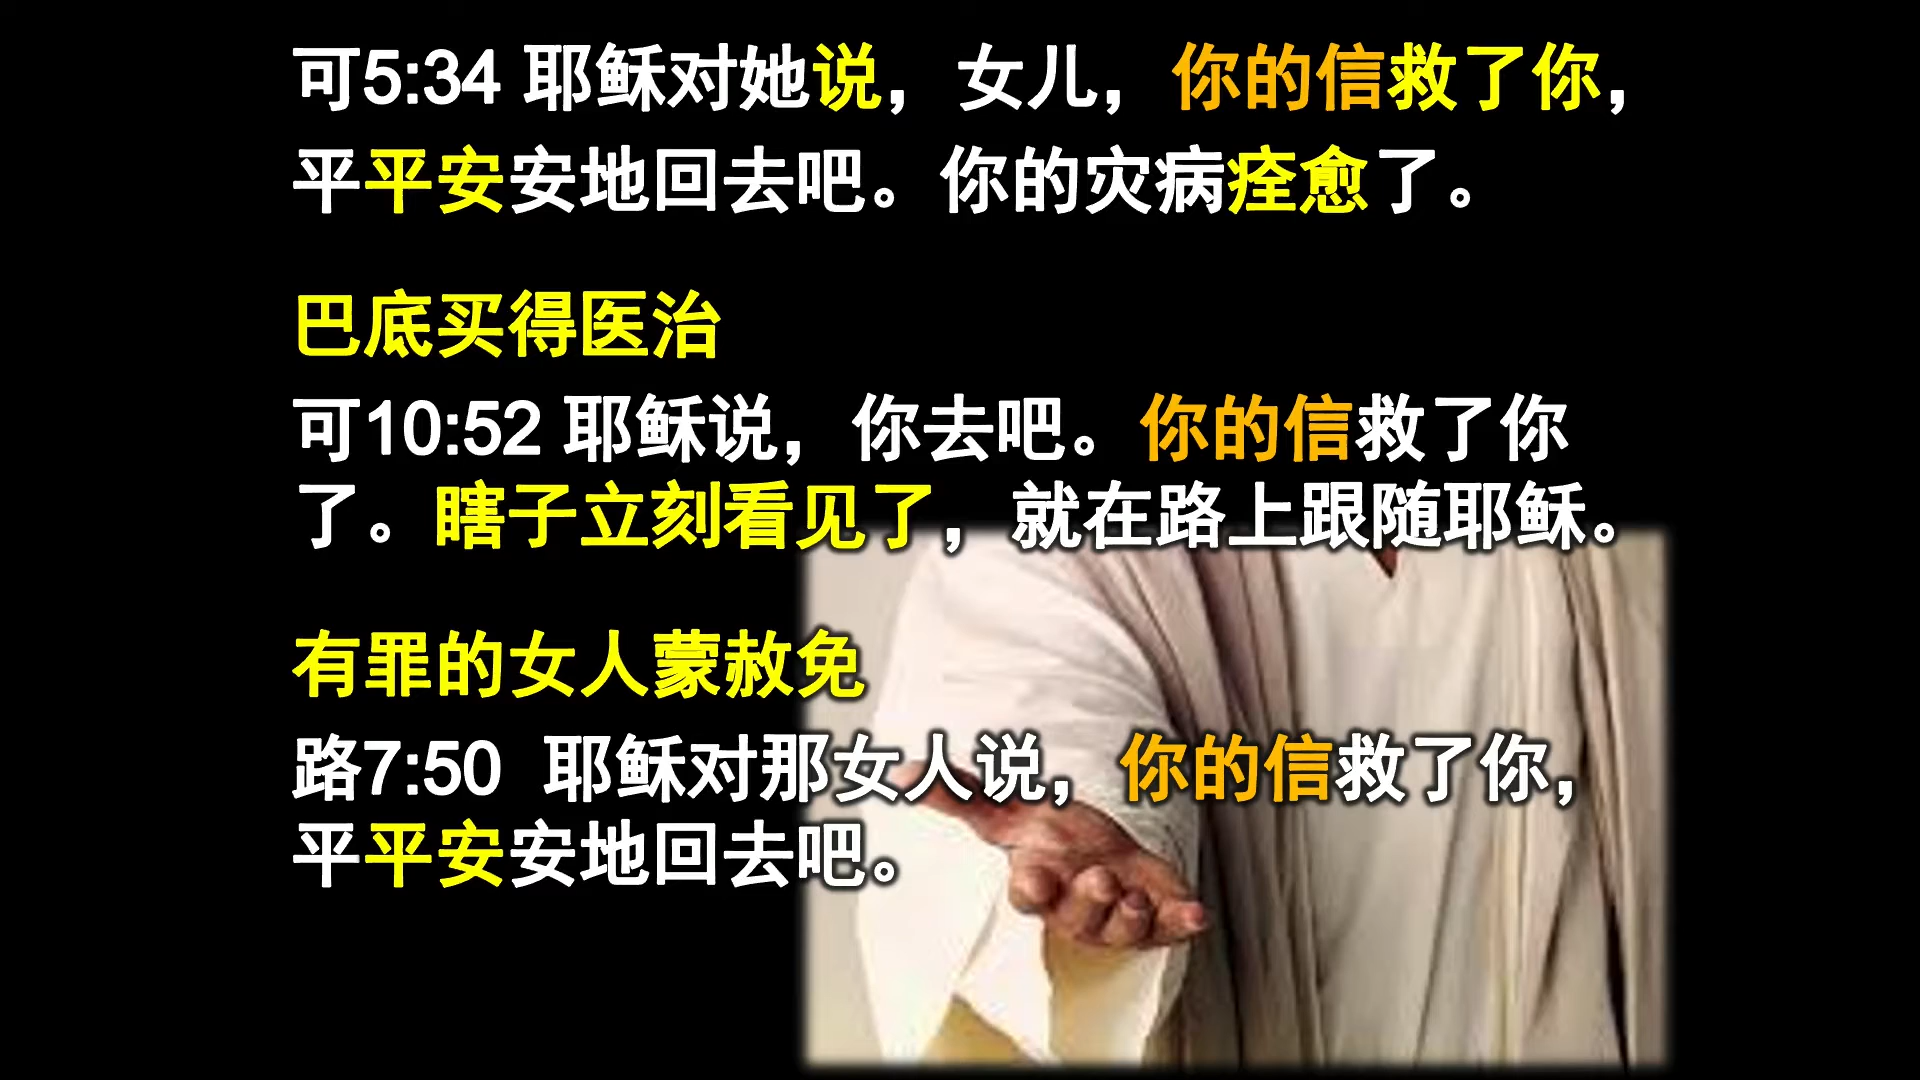 可5:34 耶稣对她说，女儿，你的信救了你，
平平安安地回去吧。你的灾病痊愈了。
巴底买得医治
可10:52 耶稣说，你去吧。你的信救了你
了。瞎子立刻看见了，就在路上跟随耶稣。
有罪的女人蒙赦免
路7:50 耶稣对那女人说，你的信救了你，
平平安安地回去吧。